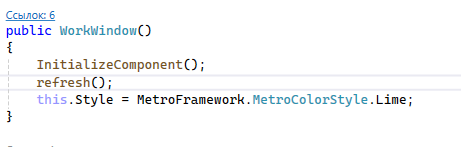 Ссылок: 6
public WorkWindow()
{
    InitializeComponent();
    refresh();
    this.Style = MetroFramework.MetroColorStyle.Lime;
}